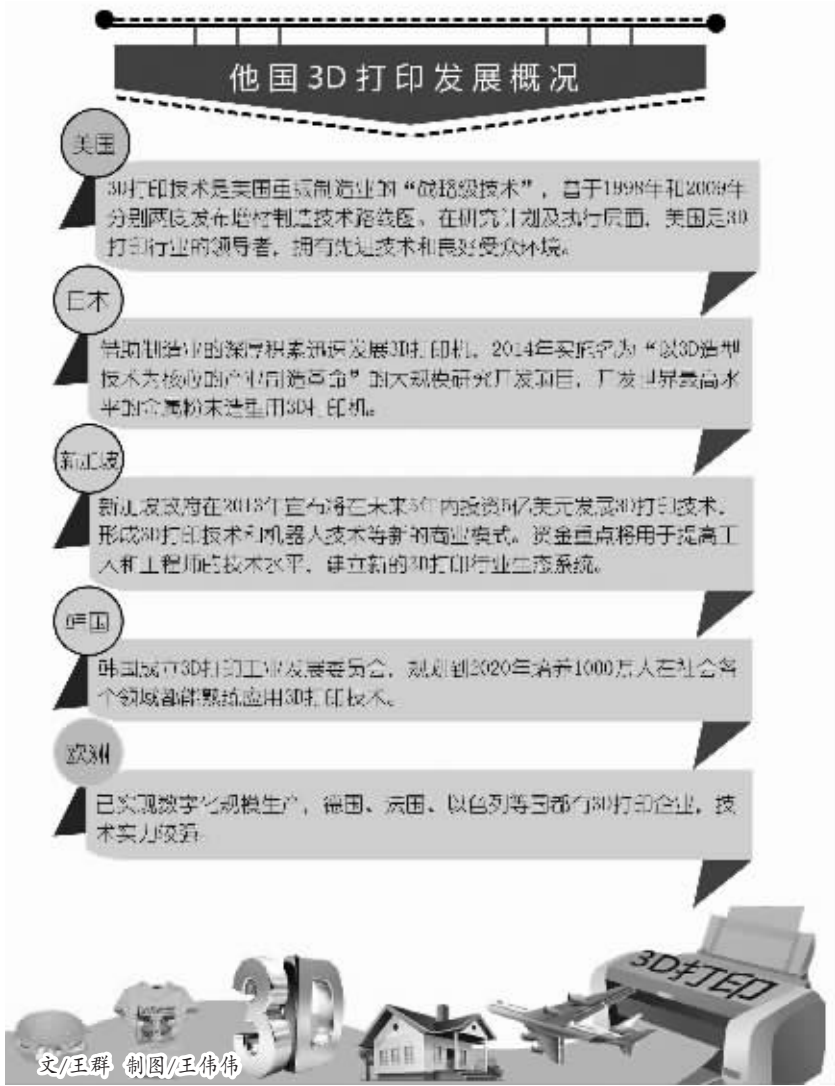 他国3D打印发展概况
美国
3D打印技术是美国重振制造业的“战略级技术”，曾于1998年和2009年
分别两度发布增材制造技术路线图。在研究计划及执行层面，美国是3D
打印行业的领导者，拥有先进技术和良好受众环境。
日本
借助制造业的深厚积累迅速发展3D打印机，2014年实施名为“以3D造型
技术为核心的产业制造革命”的大规模研究开发项目，开发世界最高水
平的金属粉末造型用3D打印机。
新加坡
新加坡政府在2013年宣布将在未来5年内投资5亿美元发展3D打印技术，
形成3D打印技术和机器人技术等新的商业模式。资金重点将用于提高工
人和工程师的技术水平，建立新的3D打印行业生态系统。
韩国
韩国成立3D打印工业发展委员会，规划到2020年培养1000万人在社会各
个领域都能熟练应用3D打印技术。
欧洲
已实现数字化规模生产，德国、法国、以色列等国都有3D打印企业，技
术实力较强
3D
3D打印
文/王群 制图/王伟伟